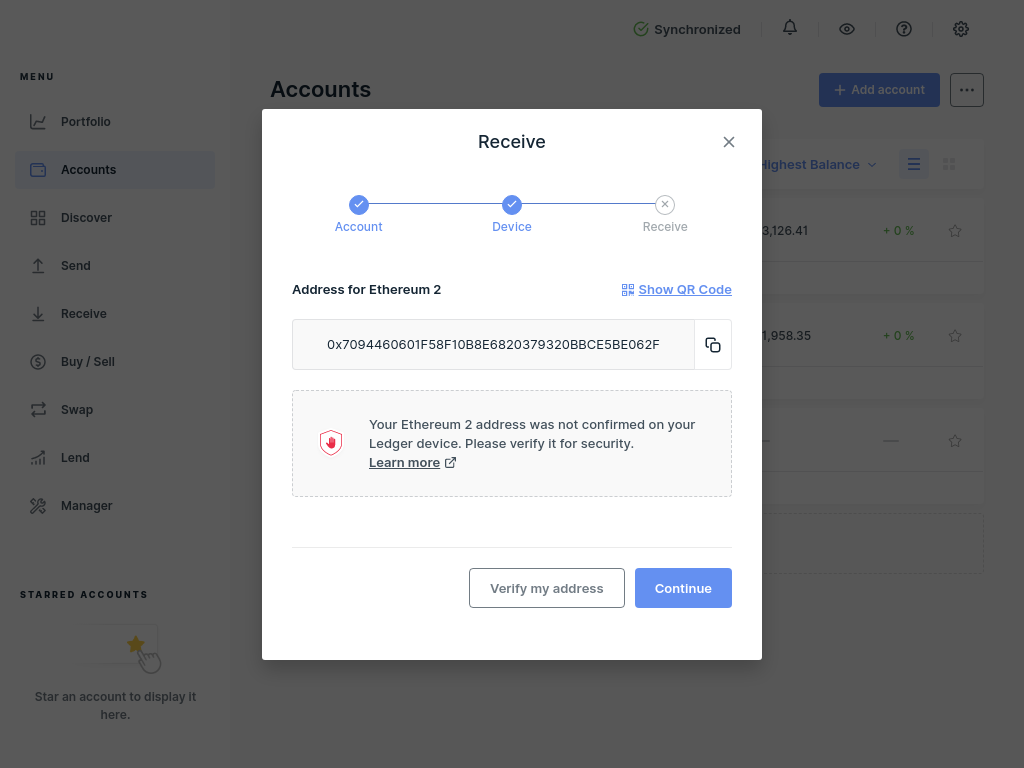 Synchronized
MENU
Accounts
Add account
Portfolio
Accounts
Discover
Send
Receive
Buy / Sell
Swap
Lend
Manager
STARRED ACCOUNTS
Star an account to display it
here.
Highest Balance
3,126.41
+ 0 %
1,958.35
+ 0 %
—
Receive
Account
Device
Receive
Address for Ethereum 2
Show QR Code
0x7094460601F58F10B8E6820379320BBCE5BE062F
Your Ethereum 2 address was not confirmed on your
Ledger device. Please verify it for security.
Learn more
Verify my address
Continue